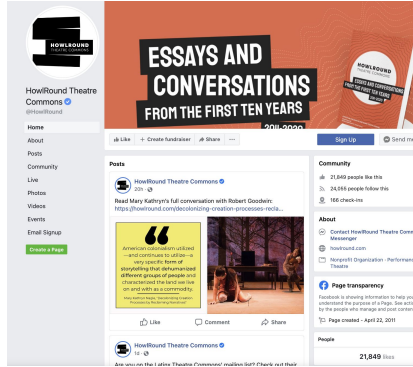 HOWLROUND
THEATRE COMMONS
ESSAYS AND
CONVERSATIONS
FROM THE FIRST TEN YEARS
2011-2020
HOWLROUND
THEATRE COMMONS
ESSAYS AND
CONVERSATIONS
HowlRound Theatre
Commons
@HowlRound
Home
About
Posts
Community
Live
Photos
Videos
Events
Email Signup
Create a Page
Like
+ Create fundraiser
Share
Sign Up
Send me
Posts
HowlRound Theatre Commons
20h
Read Mary Kathryn's full conversation with Robert Goodwin:
https://howlround.com/decolonizing-creation-processes-recla...
American colonialism utilized
—and continues to utilize—a
very specific form of
storytelling that dehumanized
different groups of people and
characterized the land we live
on and with as a commodity.
Like
Comment
Share
HowlRound Theatre Commons
1d
Are you on the Latinx Theatre Commons' mailing list? Check out their
Community
21,849 people like this
24,055 people follow this
166 check-ins
About
Contact HowlRound Theatre Comm
Messenger
howlround.com
Nonprofit Organization · Performance
Theatre
Page transparency
Facebook is showing information to help you
understand the purpose of a Page. See acti
by the people who manage and post content
Page created - April 22, 2011
People
21,849 likes